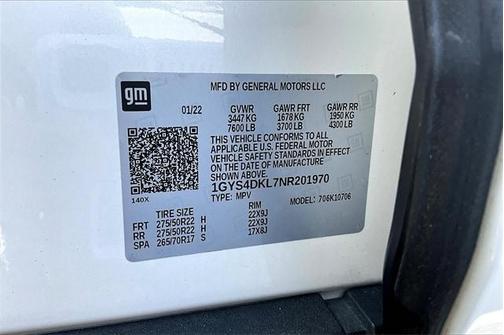 gm
MFD BY GENERAL MOTORS LLC
01/22 GVWR GAWR FRT GAWR RR
3447 KG 1678 KG 1950 KG
7600 LB 3700 LB 4300 LB
THIS VEHICLE CONFORMS TO ALL
APPLICABLE U.S. FEDERAL MOTOR
VEHICLE SAFETY STANDARDS IN EFFECT
ON THE DATE OF MANUFACTURE
SHOWN ABOVE.
1GYS4DKL7NR201970
TYPE: MPV MODEL: 706K10706
140X
TIRE SIZE RIM
FRT 275/50R22 H 22X9J
RR 275/50R22 H 22X9J
SPA 265/70R17 S 17X8J